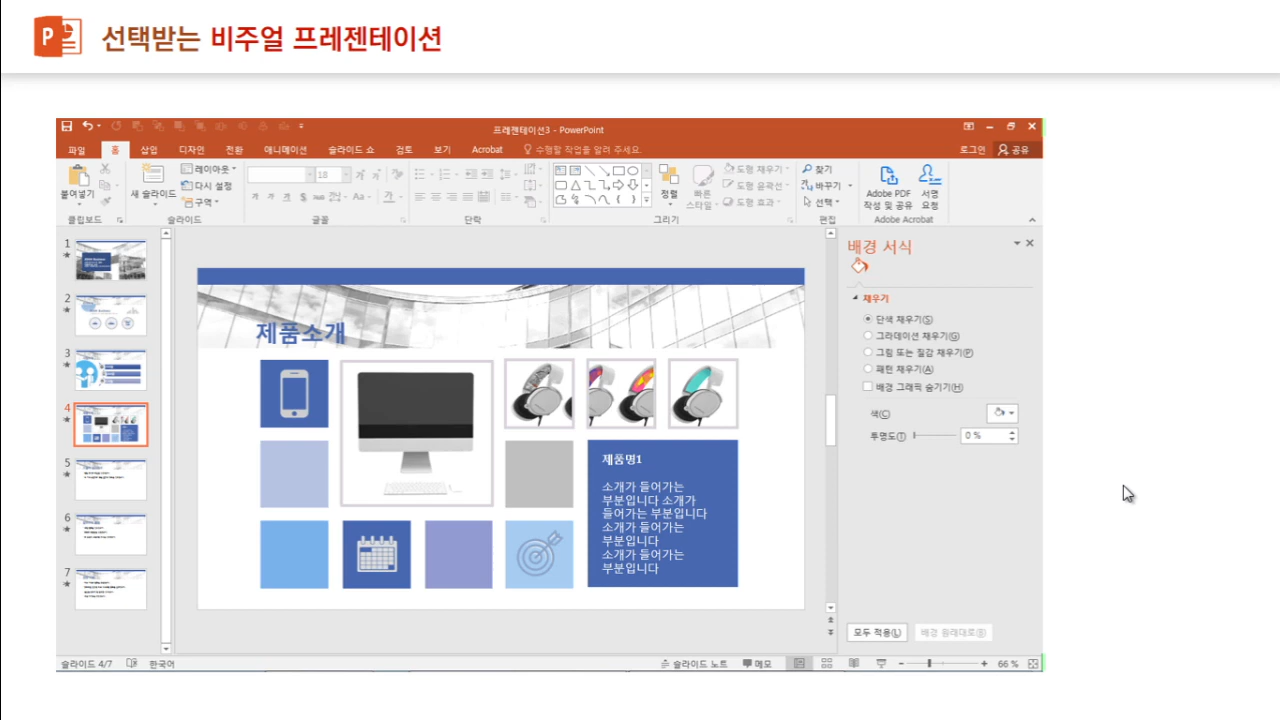 선택받는 비주얼 프레젠테이션
프레젠테이션3 - PowerPoint
파일 홈 삽입 디자인 전환 애니메이션 슬라이드 쇼 검토 보기 Acrobat 수행할 작업을 알려 주세요. 로그인 공유
붙여넣기
새 슬라이드
레이아웃
다시 설정
구역
18
정렬
빠른 스타일
도형 채우기
도형 윤곽선
도형 효과
찾기
바꾸기
선택
Adobe PDF 작성 및 공유
서명 요청
클립보드 슬라이드 글꼴 단락 그리기 편집 Adobe Acrobat
1
2
3
4
5
6
7
제품소개
제품명1
소개가 들어가는
부분입니다 소개가
들어가는 부분입니다
소개가 들어가는
부분입니다
소개가 들어가는
부분입니다
배경 서식
채우기
단색 채우기(S)
그라데이션 채우기(G)
그림 또는 질감 채우기(P)
패턴 채우기(A)
배경 그래픽 숨기기(H)
색(C)
투명도(T) 0 %
모두 적용(L) 배경 원래대로(B)
슬라이드 4/7 한국어 슬라이드 노트 메모 66 %